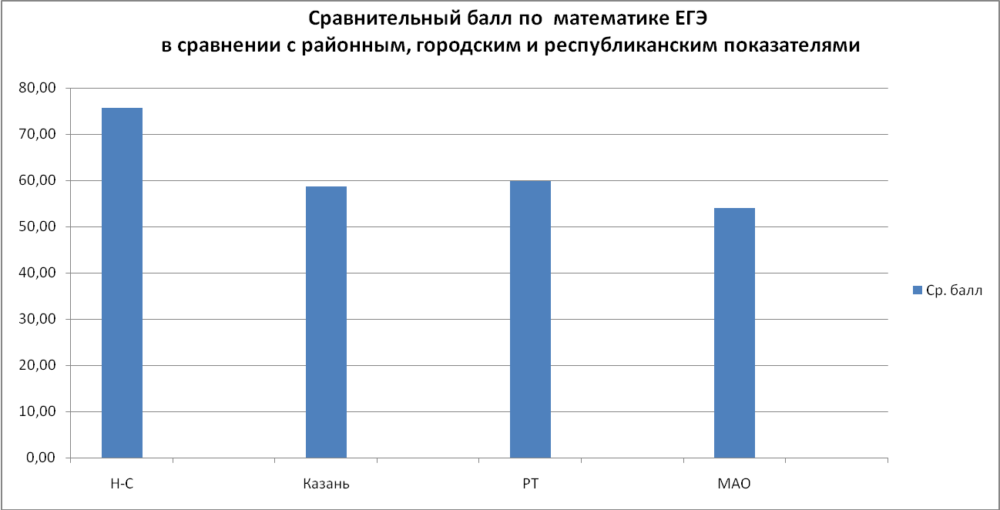 Сравнительный балл по  математике ЕГЭ
в сравнении с районным, городским и республиканским показателями
80,00
70,00
60,00
50,00
40,00
30,00
20,00
10,00
0,00
Н-С
Казань
РТ
МАО
Ср. балл